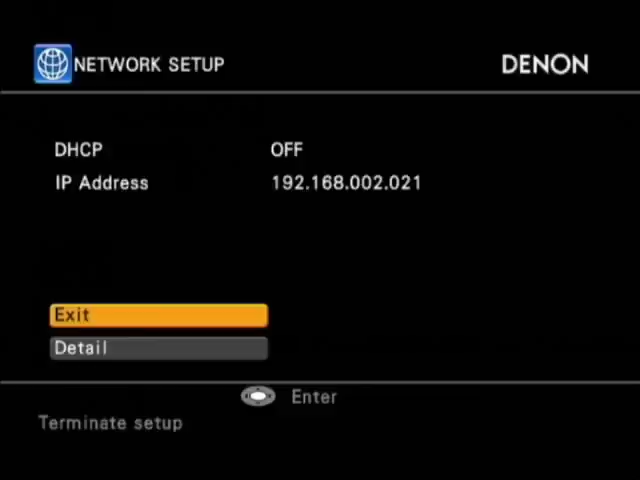 NETWORK SETUP
DENON
DHCP OFF
IP Address 192.168.002.021
Exit
Detail
Enter
Terminate setup